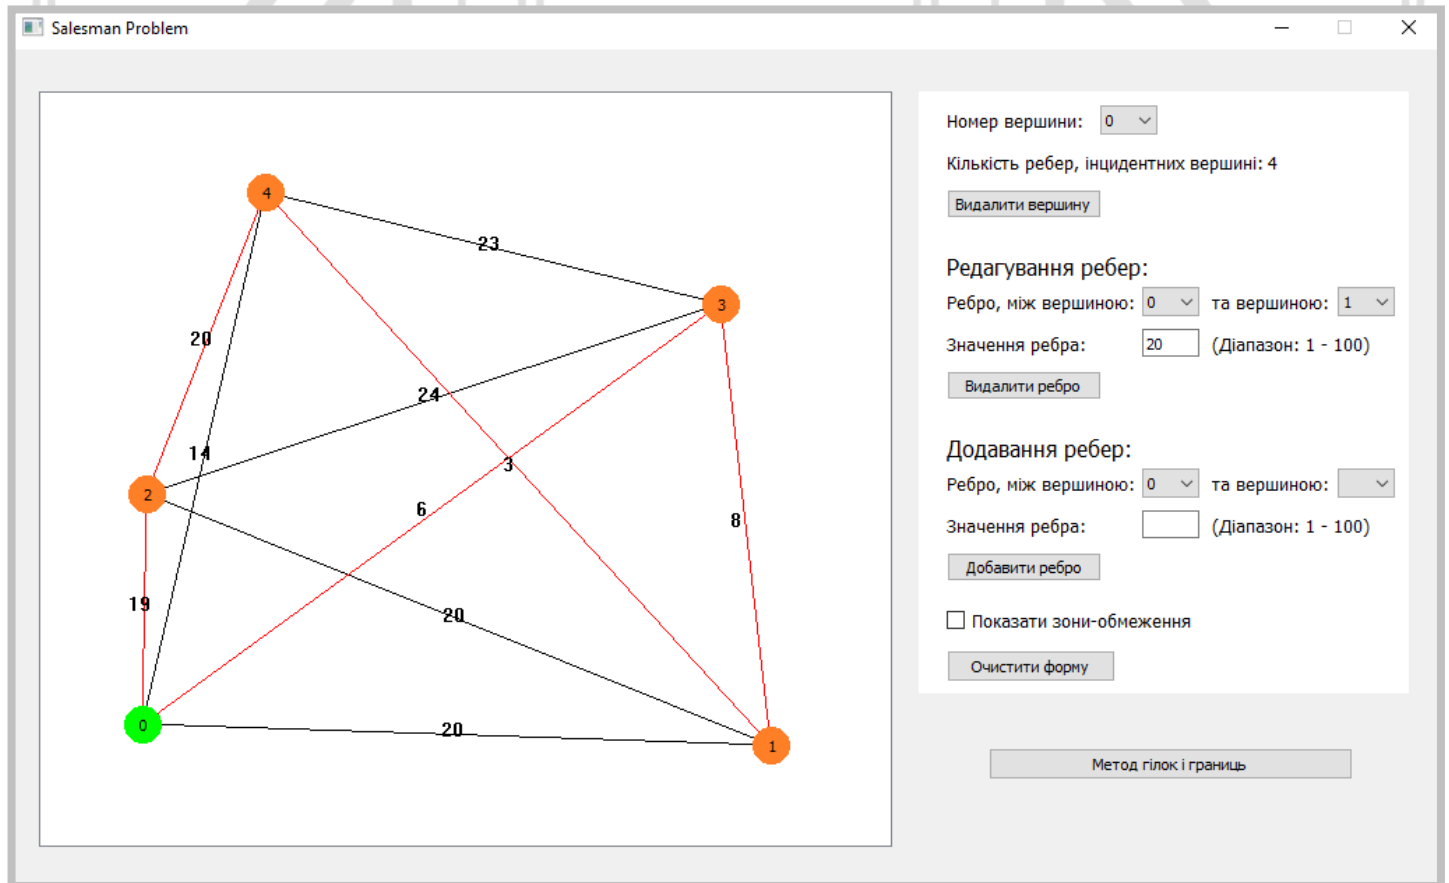 Salesman Problem
4
23
3
20
24
14
3
2
6
8
19
20
0
20
1
Номер вершини: 0
Кількість ребер, інцидентних вершині: 4
Видалити вершину
Редагування ребер:
Ребро, між вершиною: 0 та вершиною: 1
Значення ребра: 20 (Діапазон: 1 - 100)
Видалити ребро
Додавання ребер:
Ребро, між вершиною: 0 та вершиною:
Значення ребра: (Діапазон: 1 - 100)
Добавити ребро
Показати зони-обмеження
Очистити форму
Метод гілок і границь